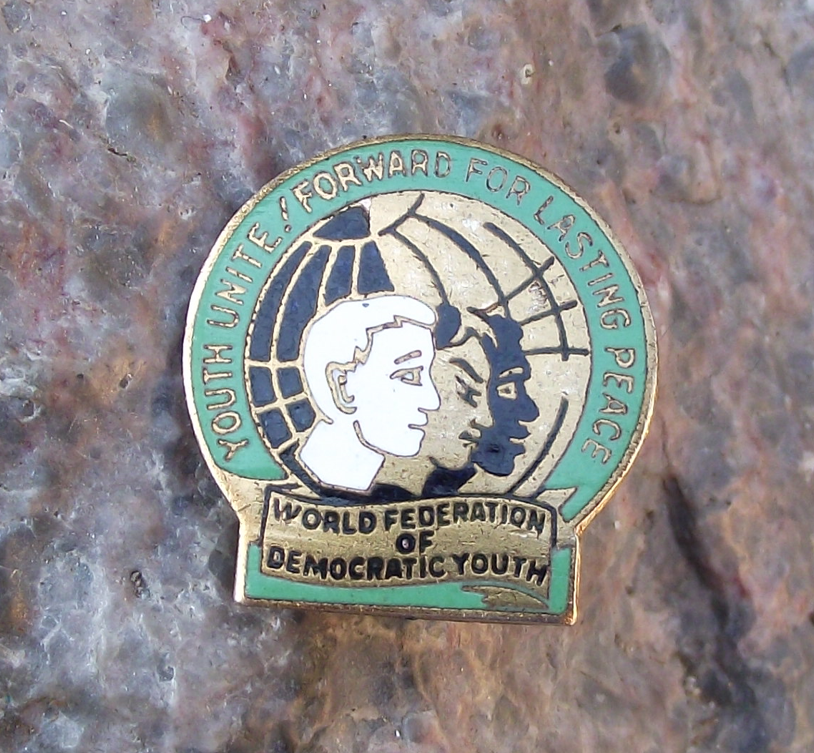 YOUTH UNITE! FORWARD FOR LASTING PEACE
WORLD FEDERATION
OF
DEMOCRATIC YOUTH